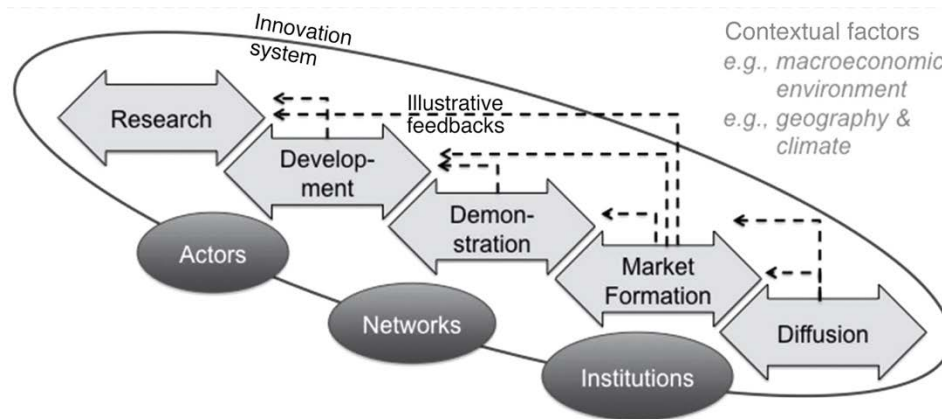 Innovation
system
Contextual factors
e.g., macroeconomic
environment
e.g., geography &
climate
Research
Illustrative
feedbacks
Develop-
ment
Demon-
stration
Actors
Market
Formation
Networks
Diffusion
Institutions